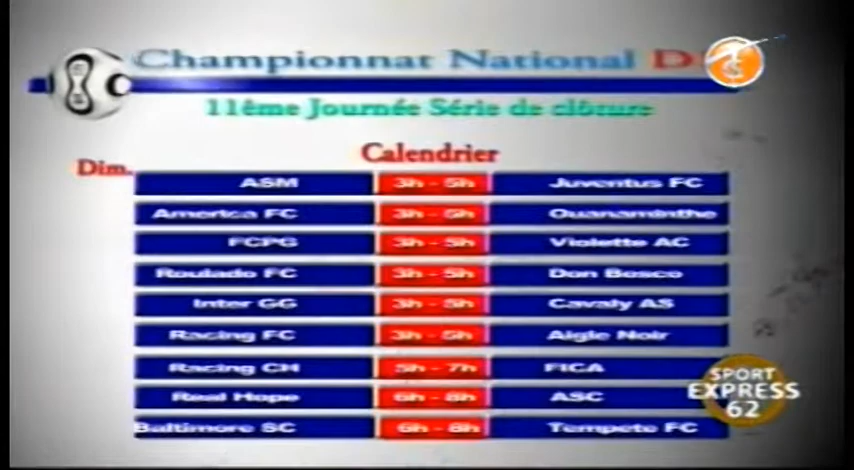 Championnat National D
11ème Journée Série de clôture
Calendrier
Dim.
ASM 3h - 5h Juventus FC
America FC 3h - 5h Ouanaminthe
FCPG 3h - 5h Violette AC
Roulado FC 3h - 5h Don Bosco
Inter GG 3h - 5h Cavaly AS
Racing FC 3h - 5h Aigle Noir
Racing CH 5h - 7h FICA
Real Hope 6h - 8h ASC
Baltimore SC 6h - 8h Tempete FC
SPORT
EXPRESS
62